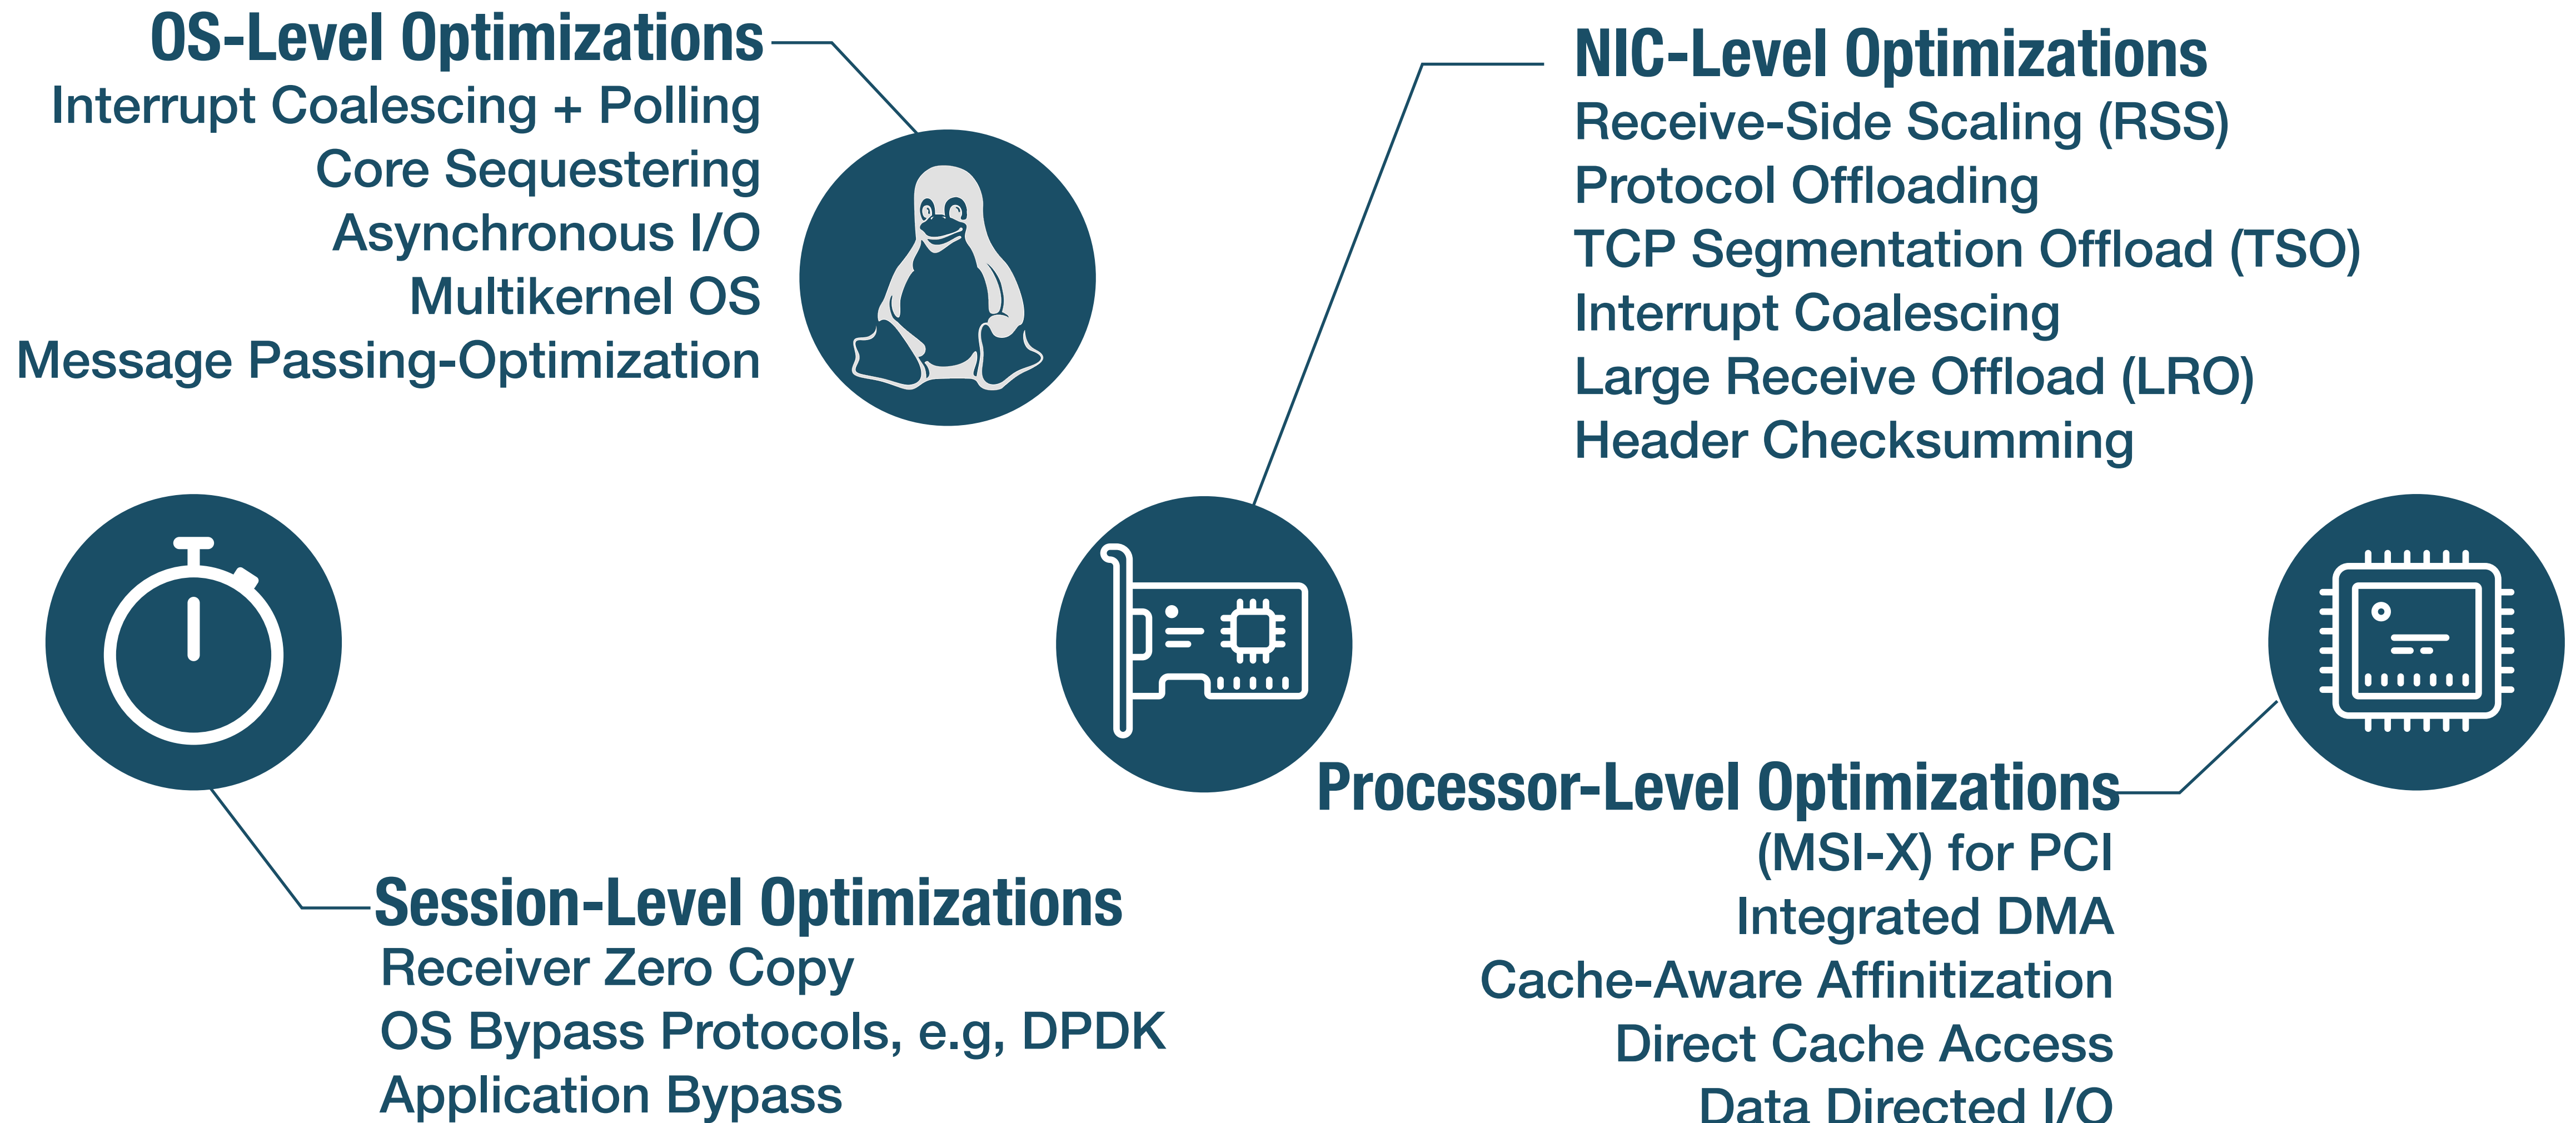 OS-Level Optimizations
Interrupt Coalescing + Polling
Core Sequestering
Asynchronous I/O
Multikernel OS
Message Passing-Optimization
NIC-Level Optimizations
Receive-Side Scaling (RSS)
Protocol Offloading
TCP Segmentation Offload (TSO)
Interrupt Coalescing
Large Receive Offload (LRO)
Header Checksumming
Session-Level Optimizations
Receiver Zero Copy
OS Bypass Protocols, e.g, DPDK
Application Bypass
Processor-Level Optimizations
(MSI-X) for PCI
Integrated DMA
Cache-Aware Affinitization
Direct Cache Access
Data Directed I/O